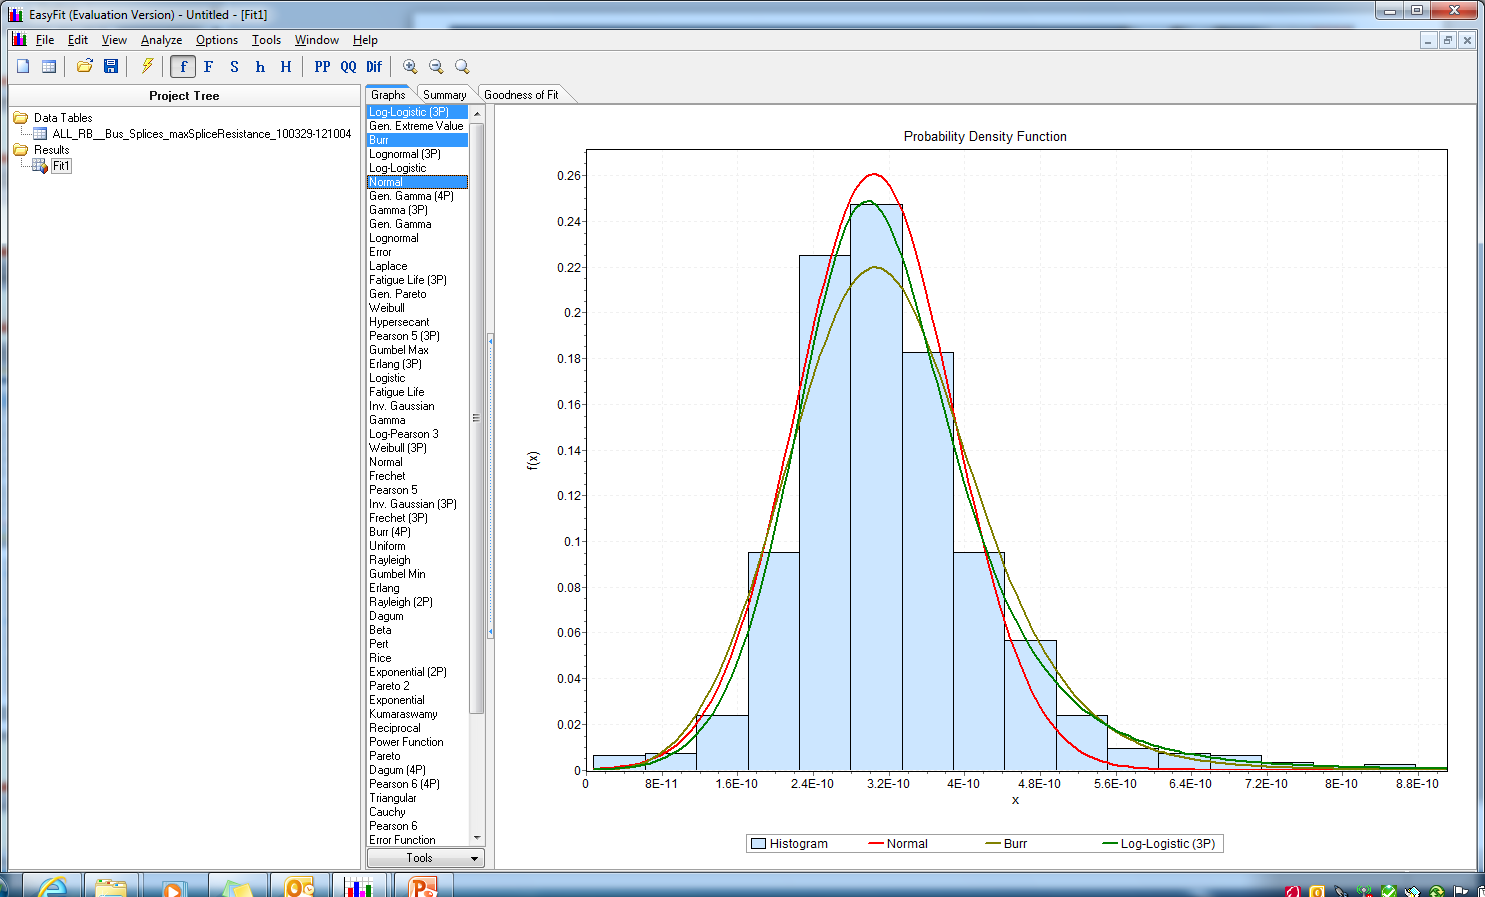 EasyFit (Evaluation Version) - Untitled - [Fit1]
File Edit View Analyze Options Tools Window Help
f F S h H PP QQ Dif
Project Tree
Data Tables
ALL_RB__Bus_Splices_maxSpliceResistance_100329-121004
Results
Fit1
Graphs Summary Goodness of Fit
Log-Logistic (3P)
Gen. Extreme Value
Burr
Lognormal (3P)
Log-Logistic
Normal
Gen. Gamma (4P)
Gamma (3P)
Gen. Gamma
Lognormal
Error
Laplace
Fatigue Life (3P)
Gen. Pareto
Weibull
Hypersecant
Pearson 5 (3P)
Gumbel Max
Erlang (3P)
Logistic
Fatigue Life
Inv. Gaussian
Gamma
Log-Pearson 3
Weibull (3P)
Normal
Frechet
Pearson 5
Inv. Gaussian (3P)
Frechet (3P)
Burr (4P)
Uniform
Rayleigh
Gumbel Min
Erlang
Rayleigh (2P)
Dagum
Beta
Pert
Rice
Exponential (2P)
Pareto 2
Exponential
Kumaraswamy
Reciprocal
Power Function
Pareto
Dagum (4P)
Pearson 6 (4P)
Triangular
Cauchy
Pearson 6
Error Function
Tools
Probability Density Function
0.26
0.24
0.22
0.2
0.18
0.16
0.14
0.12
0.1
0.08
0.06
0.04
0.02
0
f(x)
0 8E-11 1.6E-10 2.4E-10 3.2E-10 4E-10 4.8E-10 5.6E-10 6.4E-10 7.2E-10 8E-10 8.8E-10
x
Histogram Normal Burr Log-Logistic (3P)